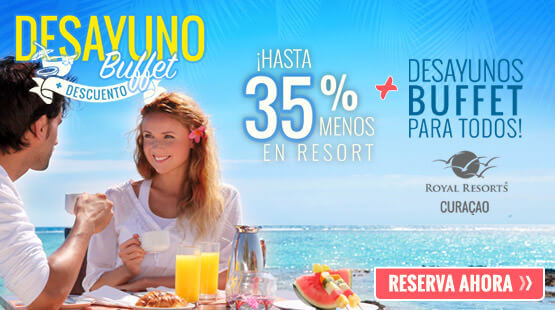 DESAYUNO
Buffet
+ DESCUENTO
¡HASTA
35%
MENOS
EN RESORT
+
DESAYUNOS
BUFFET
PARA TODOS!
ROYAL RESORTS®
CURAÇAO
RESERVA AHORA »